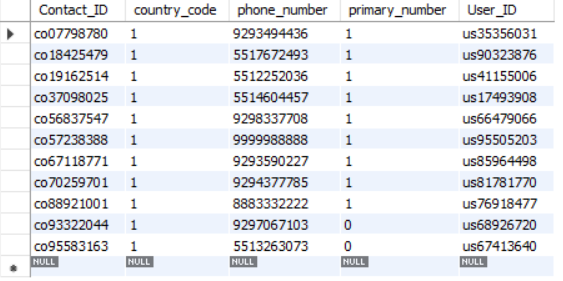 Contact_ID country_code phone_number primary_number User_ID
co07798780 1 9293494436 1 us35356031
co18425479 1 5517672493 1 us90323876
co19162514 1 5512252036 1 us41155006
co37098025 1 5514604457 1 us17493908
co56837547 1 9298337708 1 us66479066
co57238388 1 9999988888 1 us95505203
co67118771 1 9293590227 1 us85964498
co70259701 1 9294377785 1 us81781770
co88921001 1 8883332222 1 us76918477
co93322044 1 9297067103 0 us68926720
co95583163 1 5513263073 0 us67413640
NULL NULL NULL NULL NULL